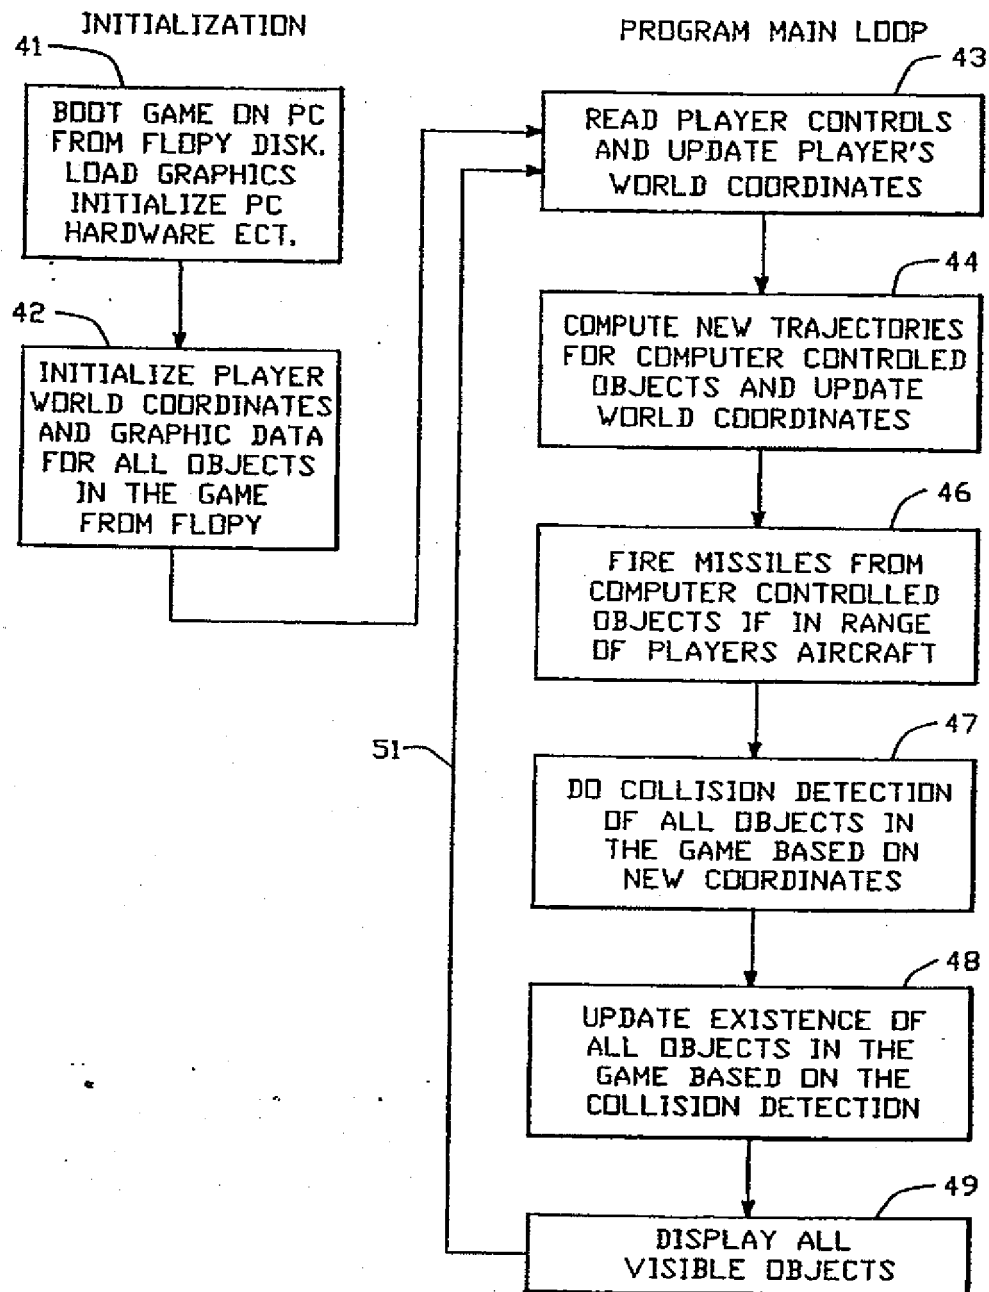 INITIALIZATION
41
BOOT GAME ON PC
FROM FLOPY DISK.
LOAD GRAPHICS
INITIALIZE PC
HARDWARE ECT.
42
INITIALIZE PLAYER
WORLD COORDINATES
AND GRAPHIC DATA
FOR ALL OBJECTS
IN THE GAME
FROM FLOPY
PROGRAM MAIN LOOP
43
READ PLAYER CONTROLS
AND UPDATE PLAYER'S
WORLD COORDINATES
44
COMPUTE NEW TRAJECTORIES
FOR COMPUTER CONTROLED
OBJECTS AND UPDATE
WORLD COORDINATES
46
FIRE MISSILES FROM
COMPUTER CONTROLLED
OBJECTS IF IN RANGE
OF PLAYERS AIRCRAFT
47
DO COLLISION DETECTION
OF ALL OBJECTS IN
THE GAME BASED ON
NEW COORDINATES
48
UPDATE EXISTENCE OF
ALL OBJECTS IN THE
GAME BASED ON THE
COLLISION DETECTION
49
DISPLAY ALL
VISIBLE OBJECTS
51